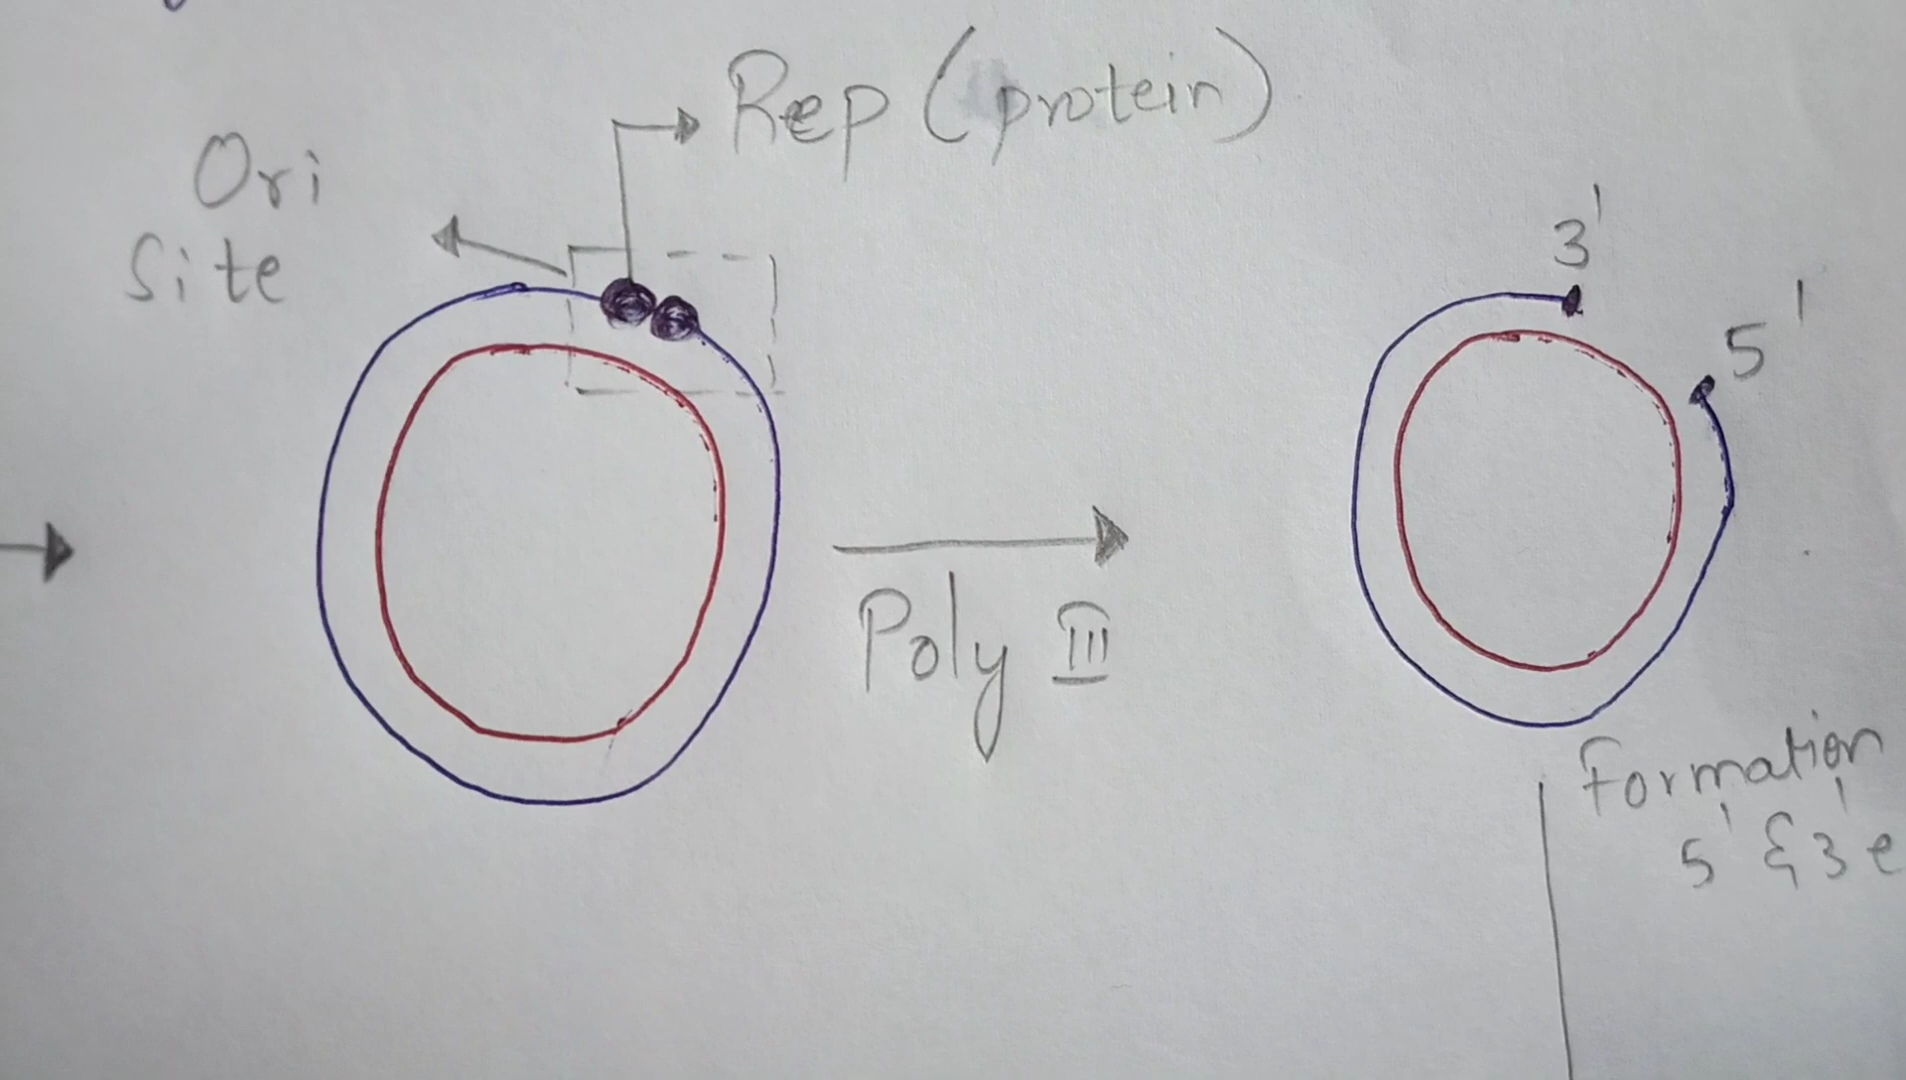 Rep (protein)
Ori
Site
3'
5'
Poly III
Formation
5' & 3' e